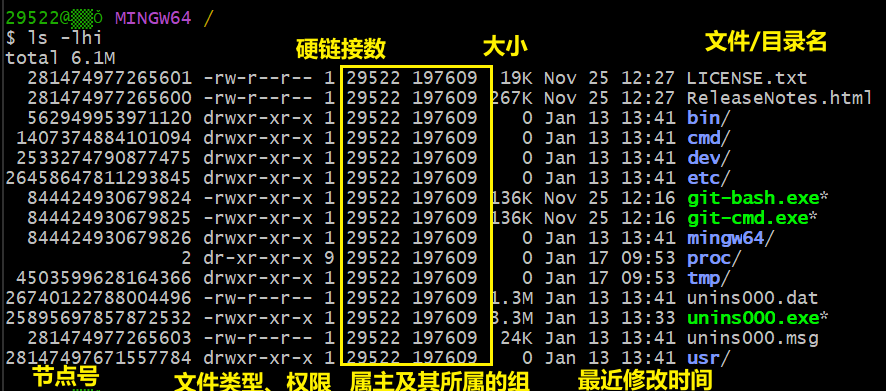 29522@▒▒Ŏ MINGW64 /
$ ls -lhi
硬链接数 大小 文件/目录名
total 6.1M
281474977265601 -rw-r--r-- 1 29522 197609 19K Nov 25 12:27 LICENSE.txt
281474977265600 -rw-r--r-- 1 29522 197609 267K Nov 25 12:27 ReleaseNotes.html
562949953971120 drwxr-xr-x 1 29522 197609 0 Jan 13 13:41 bin/
1407374884101094 drwxr-xr-x 1 29522 197609 0 Jan 13 13:41 cmd/
2533274790877475 drwxr-xr-x 1 29522 197609 0 Jan 13 13:41 dev/
26458647811293845 drwxr-xr-x 1 29522 197609 0 Jan 13 13:41 etc/
844424930679824 -rwxr-xr-x 1 29522 197609 136K Nov 25 12:16 git-bash.exe*
844424930679825 -rwxr-xr-x 1 29522 197609 136K Nov 25 12:16 git-cmd.exe*
844424930679826 drwxr-xr-x 1 29522 197609 0 Jan 13 13:41 mingw64/
2 dr-xr-xr-x 9 29522 197609 0 Jan 17 09:53 proc/
4503599628164366 drwxr-xr-x 1 29522 197609 0 Jan 17 09:53 tmp/
26740122788004496 -rw-r--r-- 1 29522 197609 1.3M Jan 13 13:41 unins000.dat
25895697857872532 -rwxr-xr-x 1 29522 197609 3.3M Jan 13 13:33 unins000.exe*
281474977265603 -rw-r--r-- 1 29522 197609 24K Jan 13 13:41 unins000.msg
28147497671557784 drwxr-xr-x 1 29522 197609 0 Jan 13 13:41 usr/
节点号 文件类型、权限 属主及其所属的组 最近修改时间